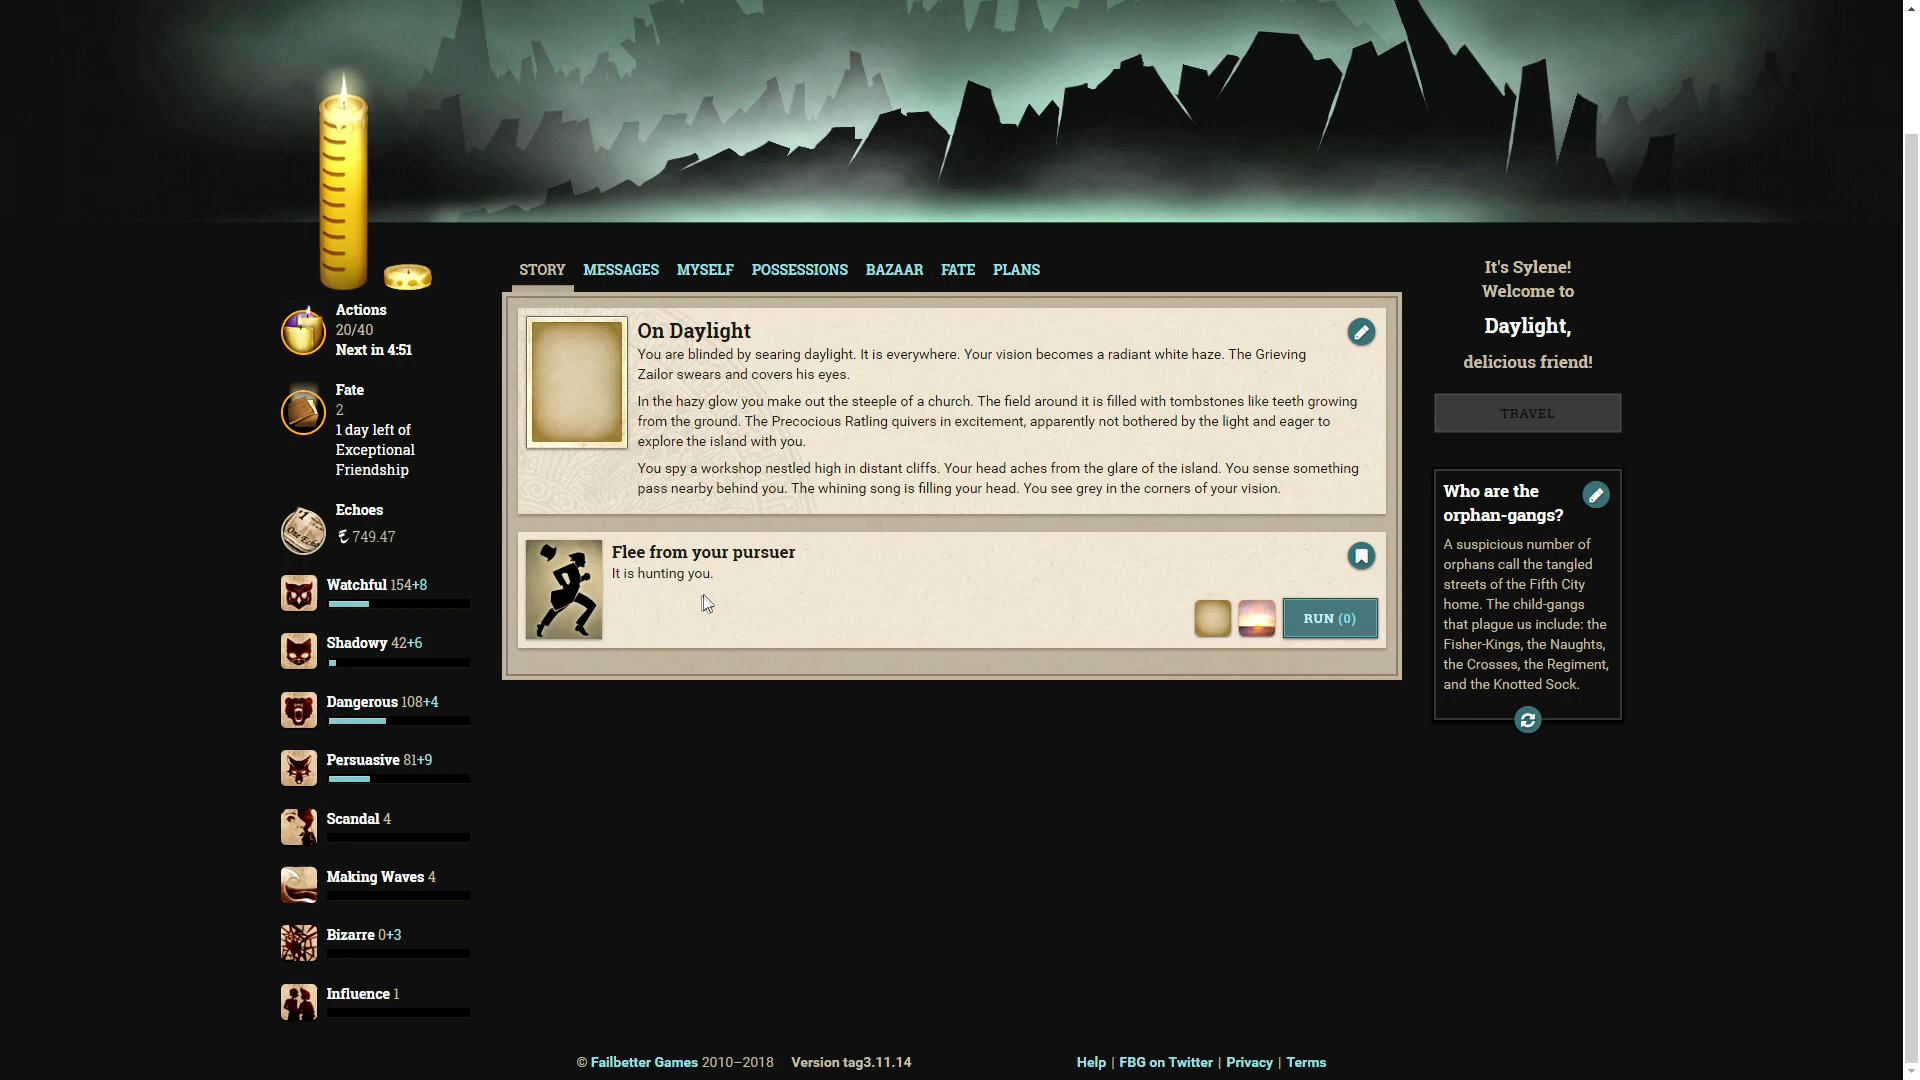 STORY MESSAGES MYSELF POSSESSIONS BAZAAR FATE PLANS
Actions
20/40
Next in 4:51
Fate
2
1 day left of
Exceptional
Friendship
Echoes
749.47
Watchful 154+8
Shadowy 42+6
Dangerous 108+4
Persuasive 81+9
Scandal 4
Making Waves 4
Bizarre 0+3
Influence 1
On Daylight
You are blinded by searing daylight. It is everywhere. Your vision becomes a radiant white haze. The Grieving
Zailor swears and covers his eyes.
In the hazy glow you make out the steeple of a church. The field around it is filled with tombstones like teeth growing
from the ground. The Precocious Ratling quivers in excitement, apparently not bothered by the light and eager to
explore the island with you.
You spy a workshop nestled high in distant cliffs. Your head aches from the glare of the island. You sense something
pass nearby behind you. The whining song is filling your head. You see grey in the corners of your vision.
Flee from your pursuer
It is hunting you.
RUN (0)
It's Sylene!
Welcome to
Daylight,
delicious friend!
TRAVEL
Who are the
orphan-gangs?
A suspicious number of
orphans call the tangled
streets of the Fifth City
home. The child-gangs
that plague us include: the
Fisher-Kings, the Naughts,
the Crosses, the Regiment,
and the Knotted Sock.
© Failbetter Games 2010–2018 Version tag3.11.14
Help | FBG on Twitter | Privacy | Terms